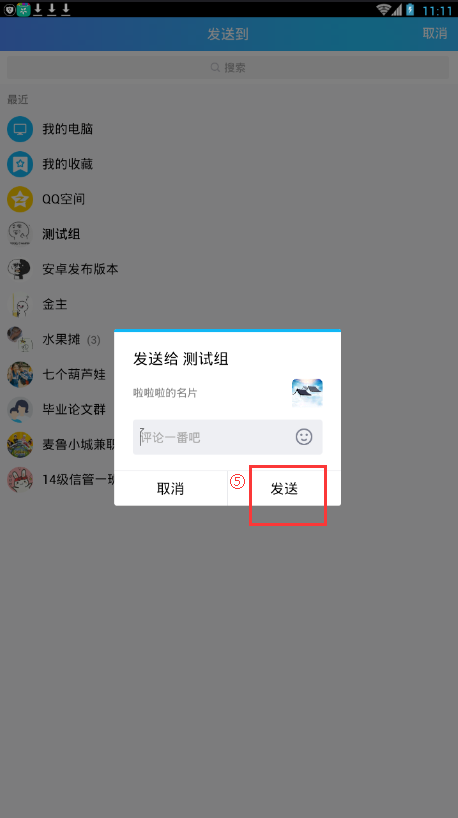 11:11
发送到
取消
搜索
最近
我的电脑
我的收藏
QQ空间
测试组
安卓发布版本
金主
水果摊 (3)
七个葫芦娃
毕业论文群
麦鲁小城兼职
14级信管一班
发送给 测试组
啦啦啦的名片
评论一番吧
取消
⑤
发送